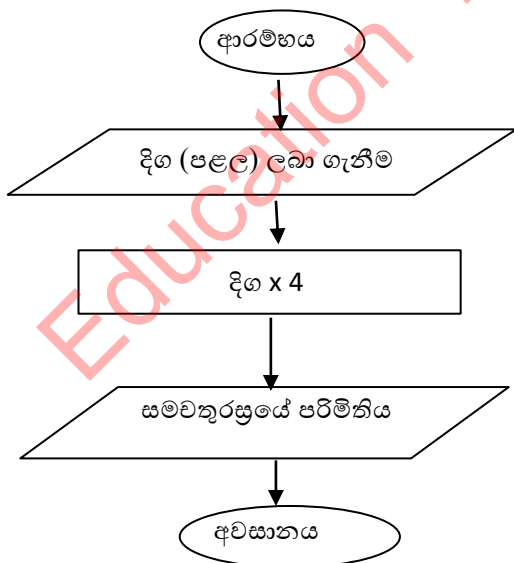 ආරම්භය
දිග (පළල) ලබා ගැනීම
දිග x 4
සමචතුරස්‍රයේ පරිමිතිය
අවසානය
Education